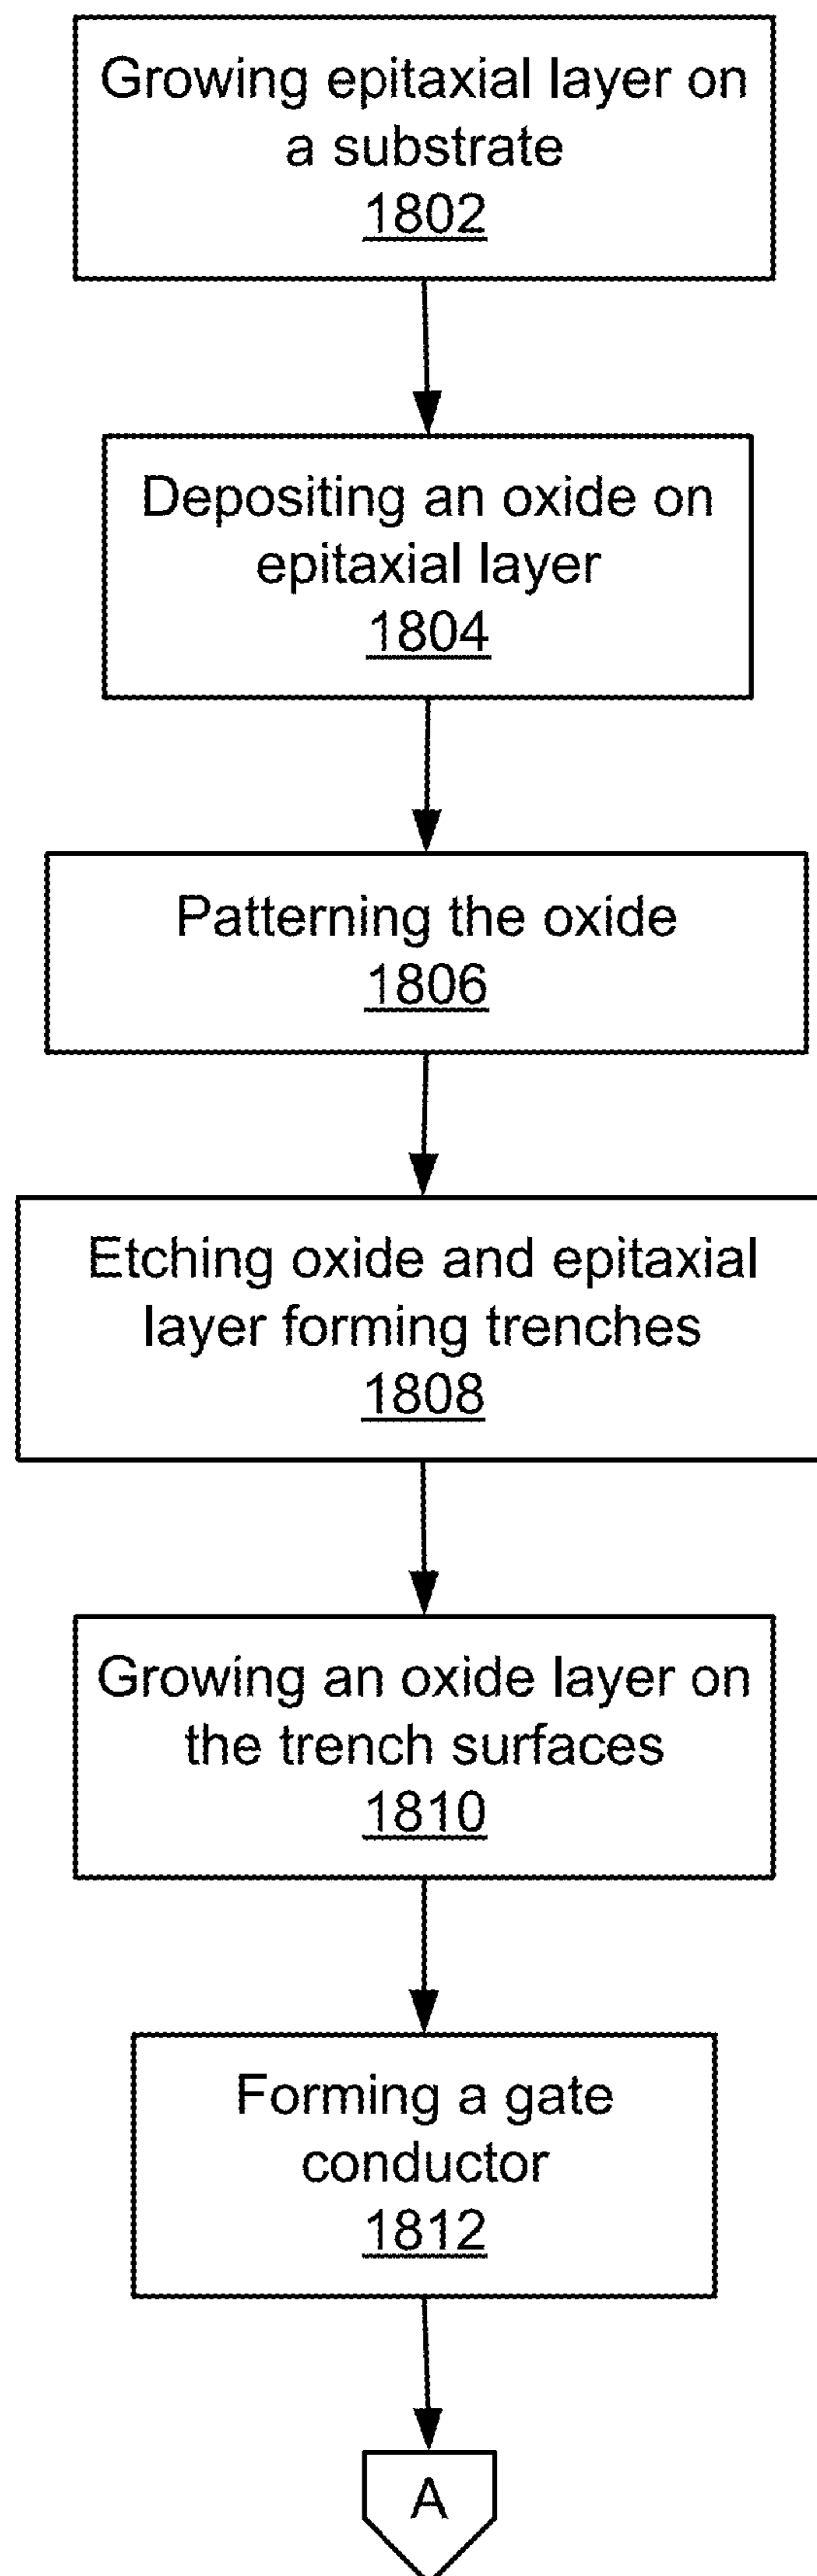 Growing epitaxial layer on
a substrate
1802
Depositing an oxide on
epitaxial layer
1804
Patterning the oxide
1806
Etching oxide and epitaxial
layer forming trenches
1808
Growing an oxide layer on
the trench surfaces
1810
Forming a gate
conductor
1812
A